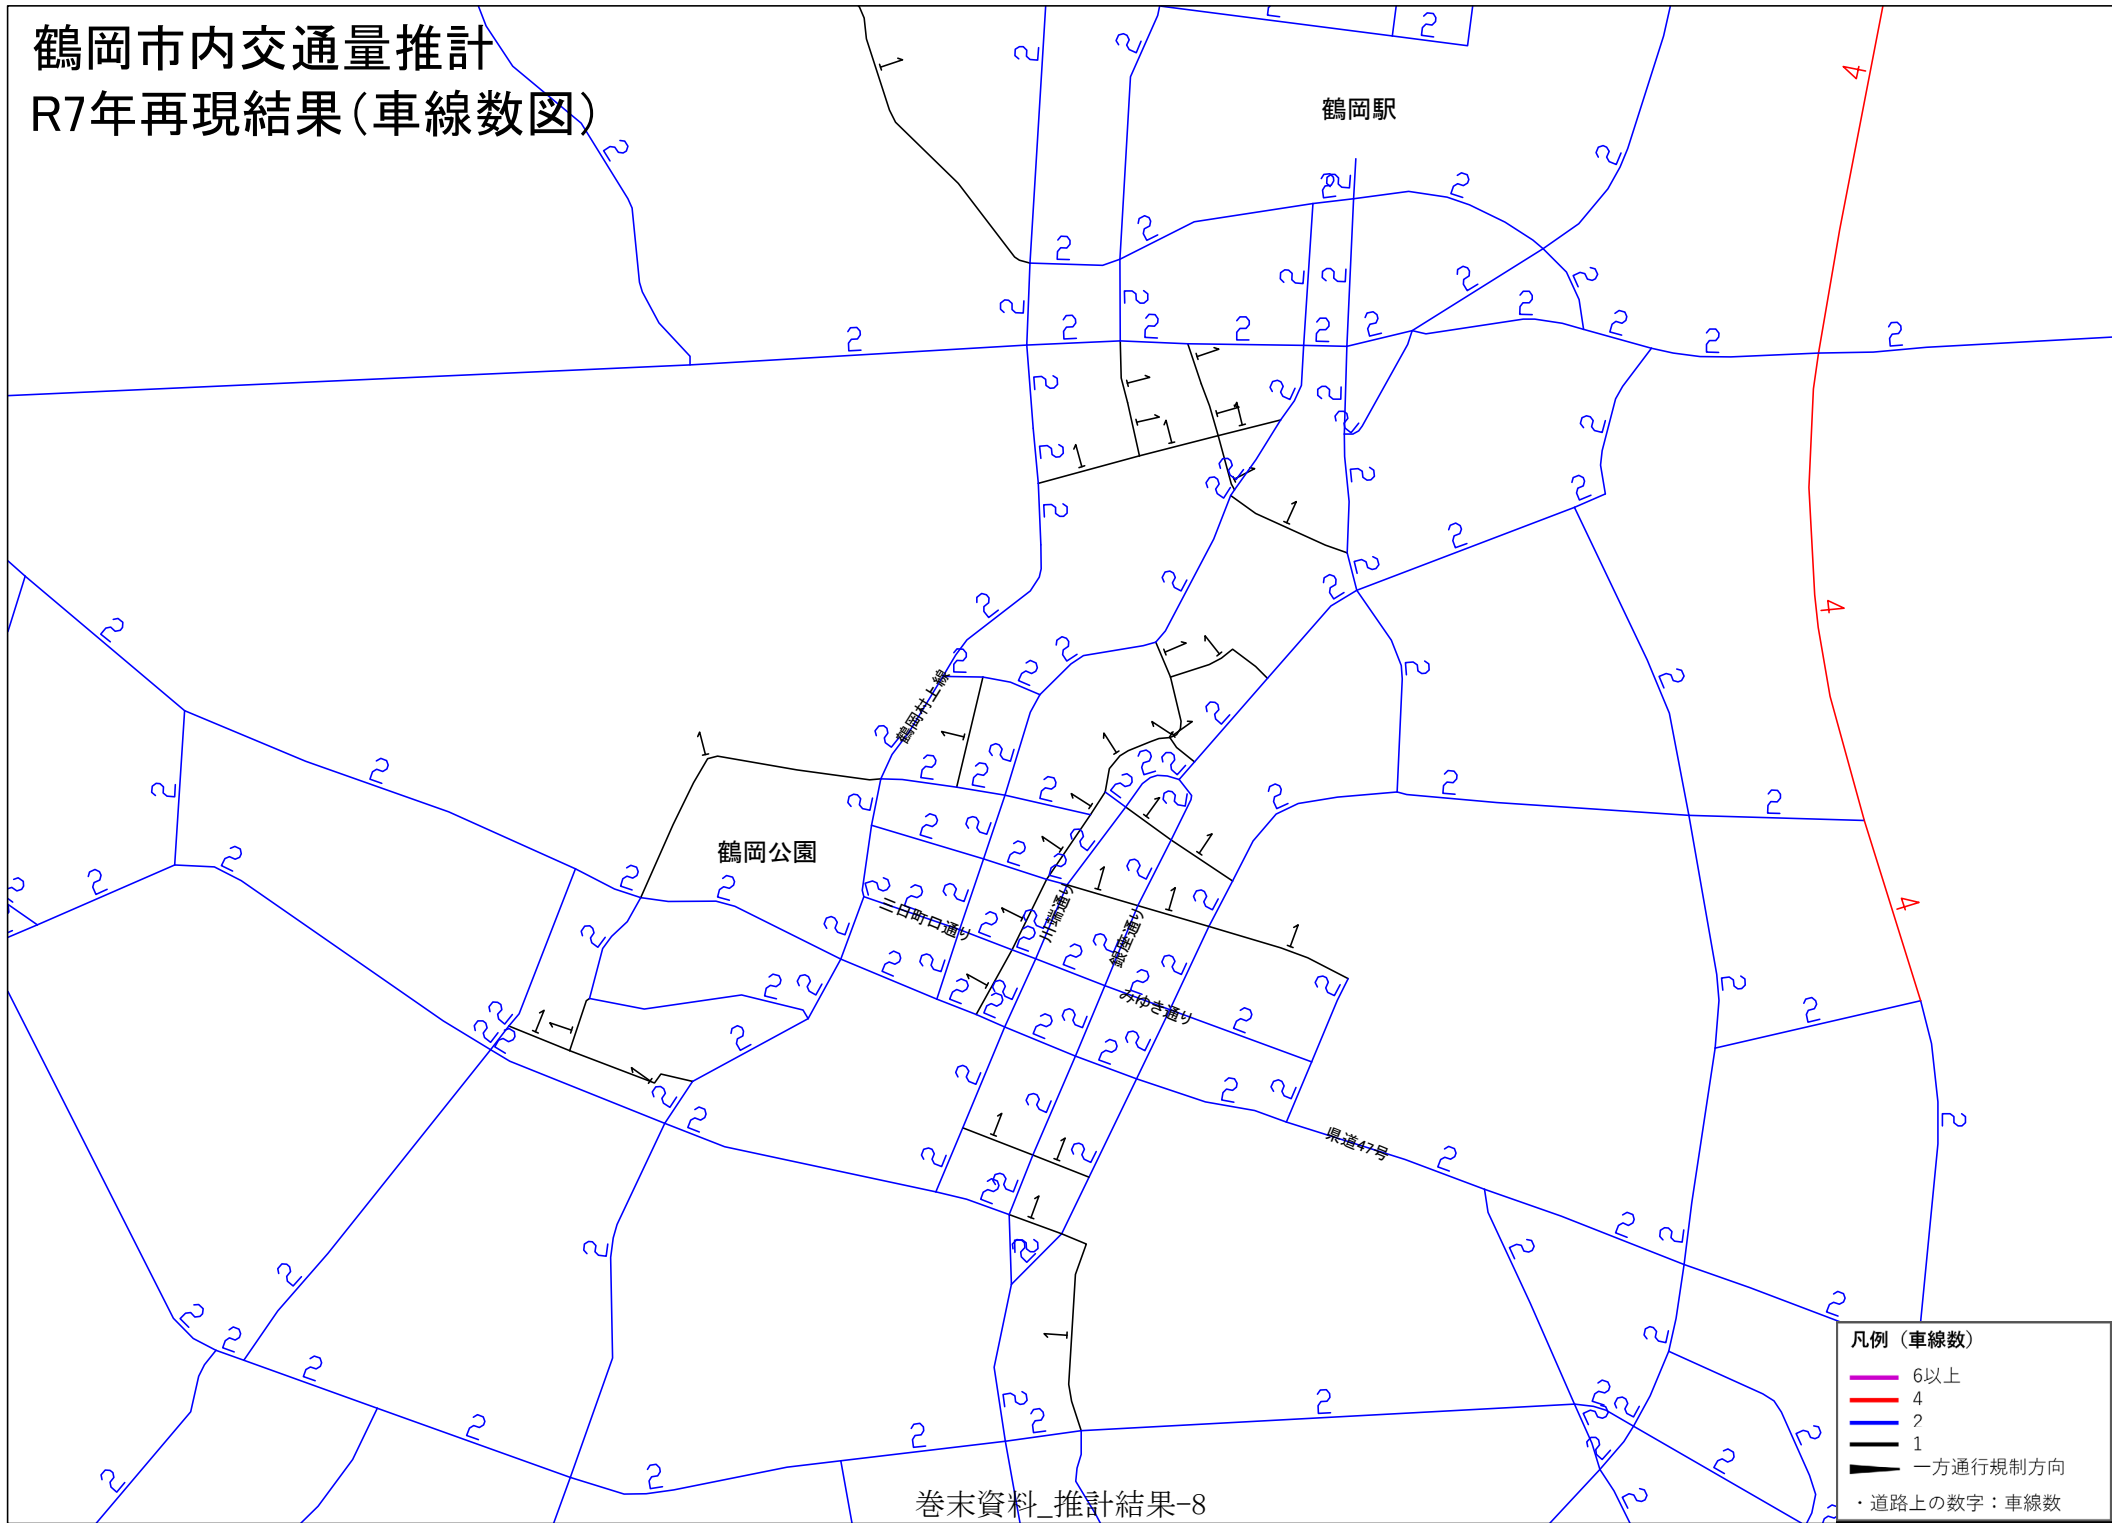 鶴岡市内交通量推計
R7年再現結果（車線数図）
鶴岡駅
鶴岡村上線
鶴岡公園
三日町口通り
川端通り
銀座通り
みゆき通り
県道47号
凡例（車線数）
6以上
4
2
1
一方通行規制方向
・道路上の数字：車線数
巻末資料_推計結果-8